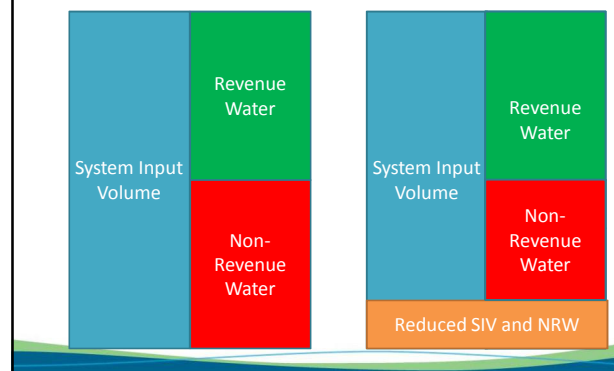 System Input
Volume
Revenue
Water
Non-
Revenue
Water
System Input
Volume
Revenue
Water
Non-
Revenue
Water
Reduced SIV and NRW